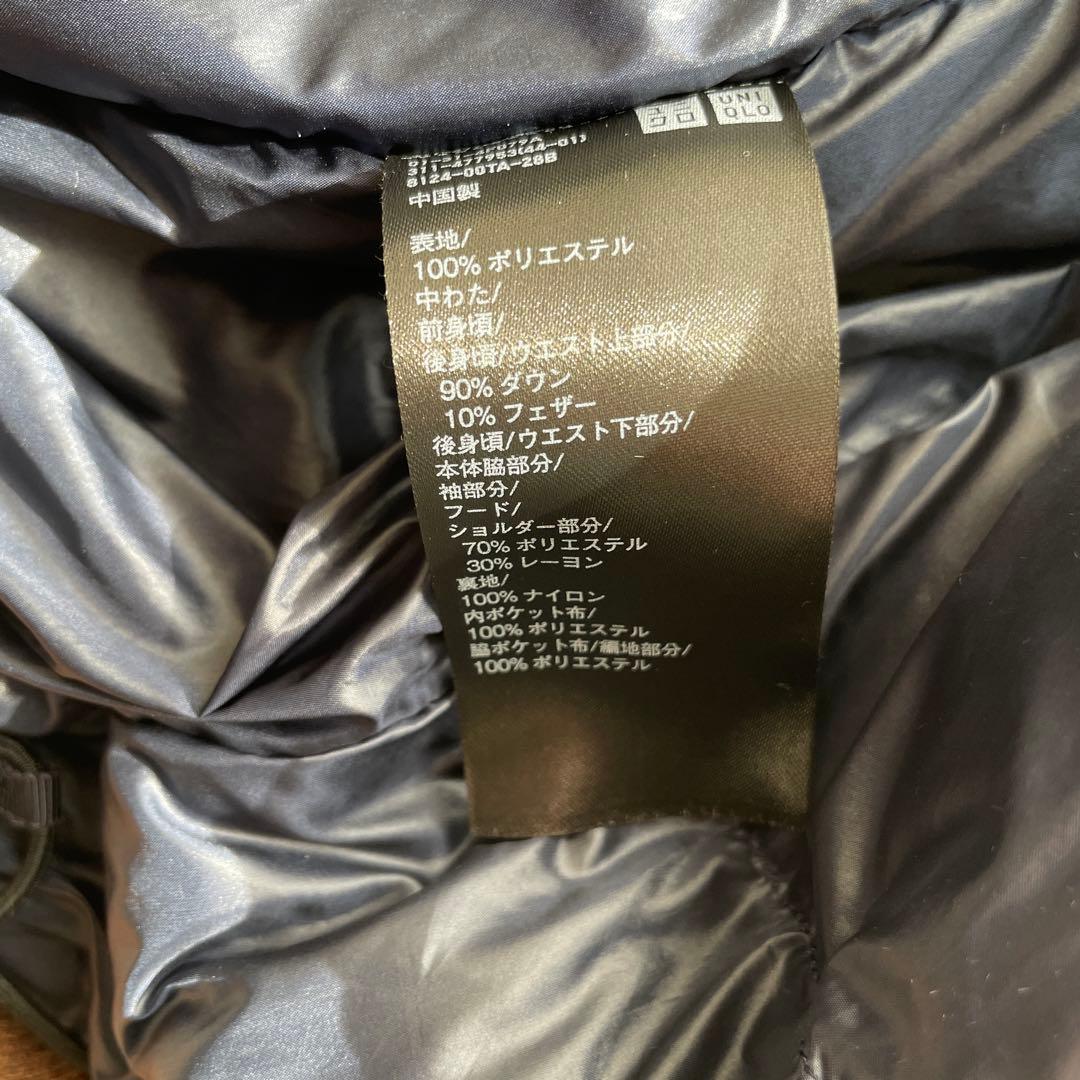 UNI
QLO
311-477953(44-01)
8124-00TA-28B
中国製
表地/
100% ポリエステル
中わた/
前身頃/
後身頃/ウエスト上部分/
90% ダウン
10% フェザー
後身頃/ウエスト下部分/
本体脇部分/
袖部分/
フード/
ショルダー部分/
70% ポリエステル
30% レーヨン
裏地/
100% ナイロン
内ポケット布/
100% ポリエステル
脇ポケット布/編地部分/
100% ポリエステル